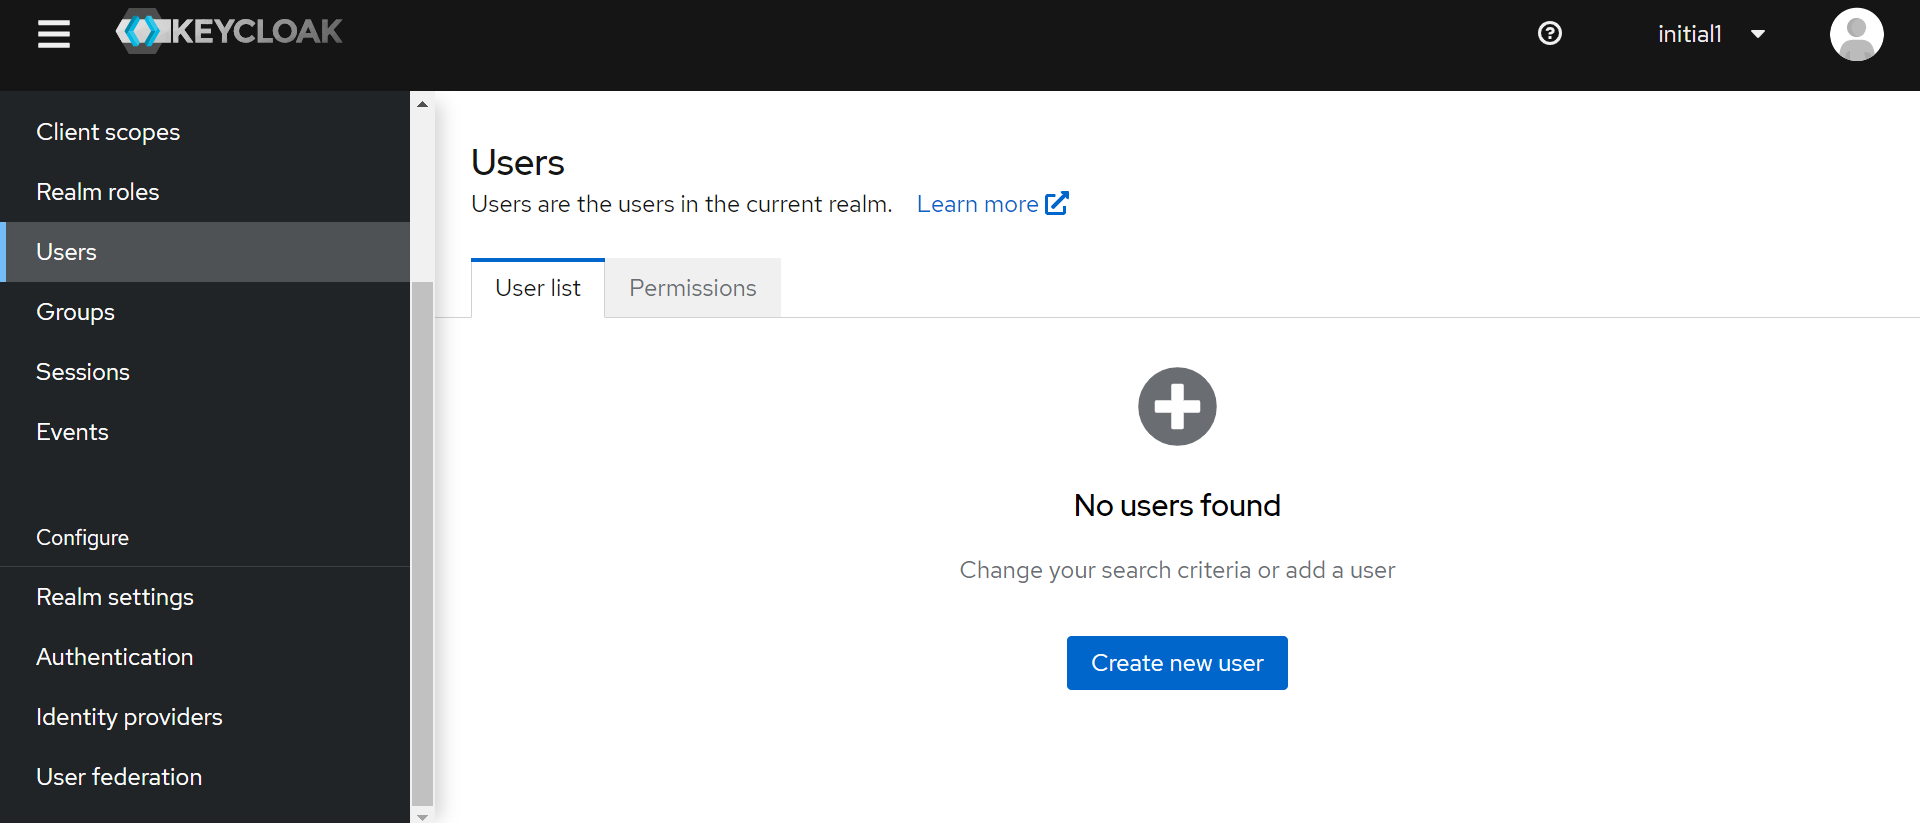 KEYCLOAK
initial1
Client scopes
Realm roles
Users
Groups
Sessions
Events
Configure
Realm settings
Authentication
Identity providers
User federation
Users
Users are the users in the current realm. Learn more
User list Permissions
No users found
Change your search criteria or add a user
Create new user